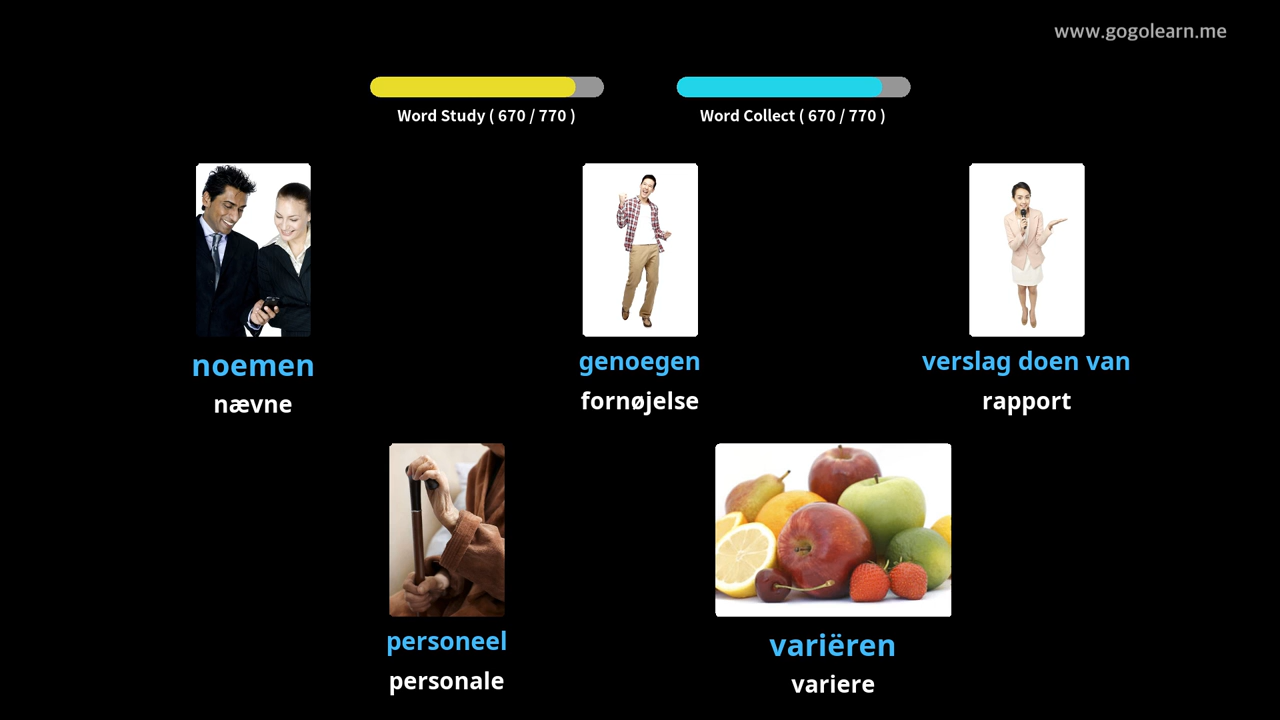 www.gogolearn.me
Word Study ( 670 / 770 )
Word Collect ( 670 / 770 )
noemen
nævne
genoegen
fornøjelse
verslag doen van
rapport
personeel
personale
variëren
variere